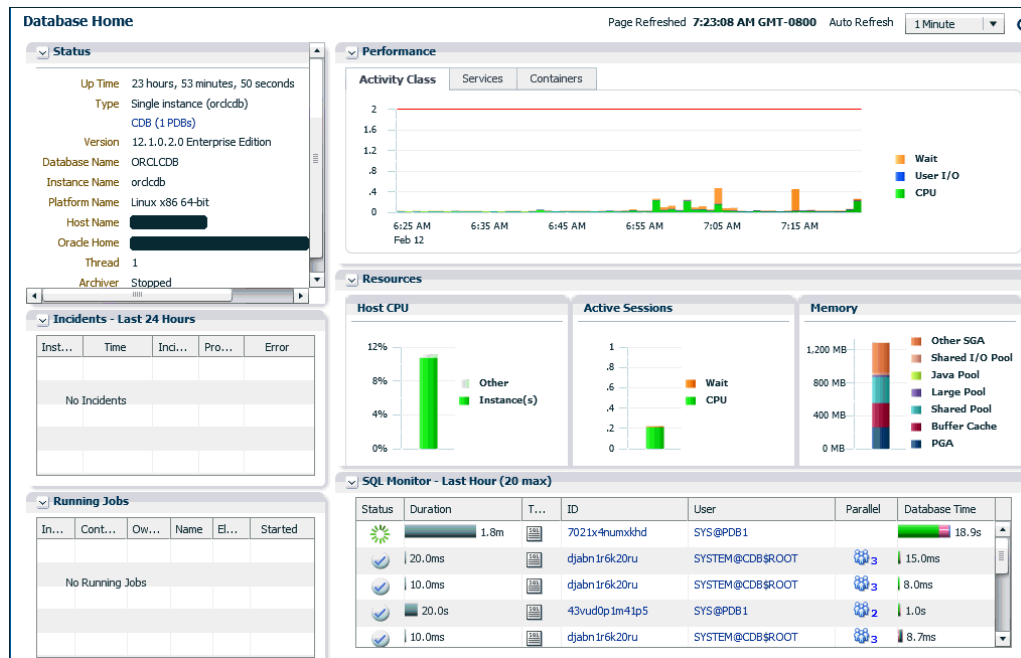 Database Home
Page Refreshed 7:23:08 AM GMT-0800 Auto Refresh 1 Minute
Status
Up Time 23 hours, 53 minutes, 50 seconds
Type Single instance (orclcdb)
CDB (1 PDBs)
Version 12.1.0.2.0 Enterprise Edition
Database Name ORCLCDB
Instance Name orclcdb
Platform Name Linux x86 64-bit
Host Name
Oracle Home
Thread 1
Archiver Stopped
Incidents - Last 24 Hours
Inst... Time Inci... Pro... Error
No Incidents
Running Jobs
In... Cont... Ow... Name El... Started
No Running Jobs
Performance
Activity Class Services Containers
2
1.6
1.2
.8
.4
0
6:25 AM 6:35 AM 6:45 AM 6:55 AM 7:05 AM 7:15 AM
Feb 12
Wait
User I/O
CPU
Resources
Host CPU
12%
8%
4%
0%
Other
Instance(s)
Active Sessions
1
.8
.6
.4
.2
0
Wait
CPU
Memory
1,200 MB
800 MB
400 MB
0 MB
Other SGA
Shared I/O Pool
Java Pool
Large Pool
Shared Pool
Buffer Cache
PGA
SQL Monitor - Last Hour (20 max)
Status Duration T... ID User Parallel Database Time
1.8m SQL 7021x4numxkhd SYS@PDB1 18.9s
20.0ms SQL djabn1r6k20ru SYSTEM@CDB$ROOT 3 15.0ms
10.0ms SQL djabn1r6k20ru SYSTEM@CDB$ROOT 3 8.0ms
20.0s SQL 43vud0p1m41p5 SYS@PDB1 2 1.0s
10.0ms SQL djabn1r6k20ru SYSTEM@CDB$ROOT 3 8.7ms